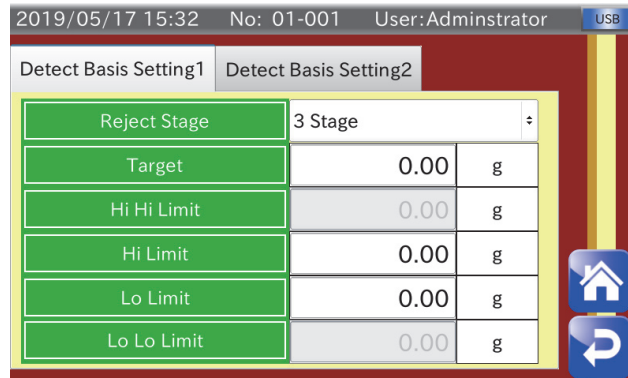 2019/05/17 15:32 No: 01-001 User:Adminstrator USB
Detect Basis Setting1 Detect Basis Setting2
Reject Stage 3 Stage
Target 0.00 g
Hi Hi Limit 0.00 g
Hi Limit 0.00 g
Lo Limit 0.00 g
Lo Lo Limit 0.00 g